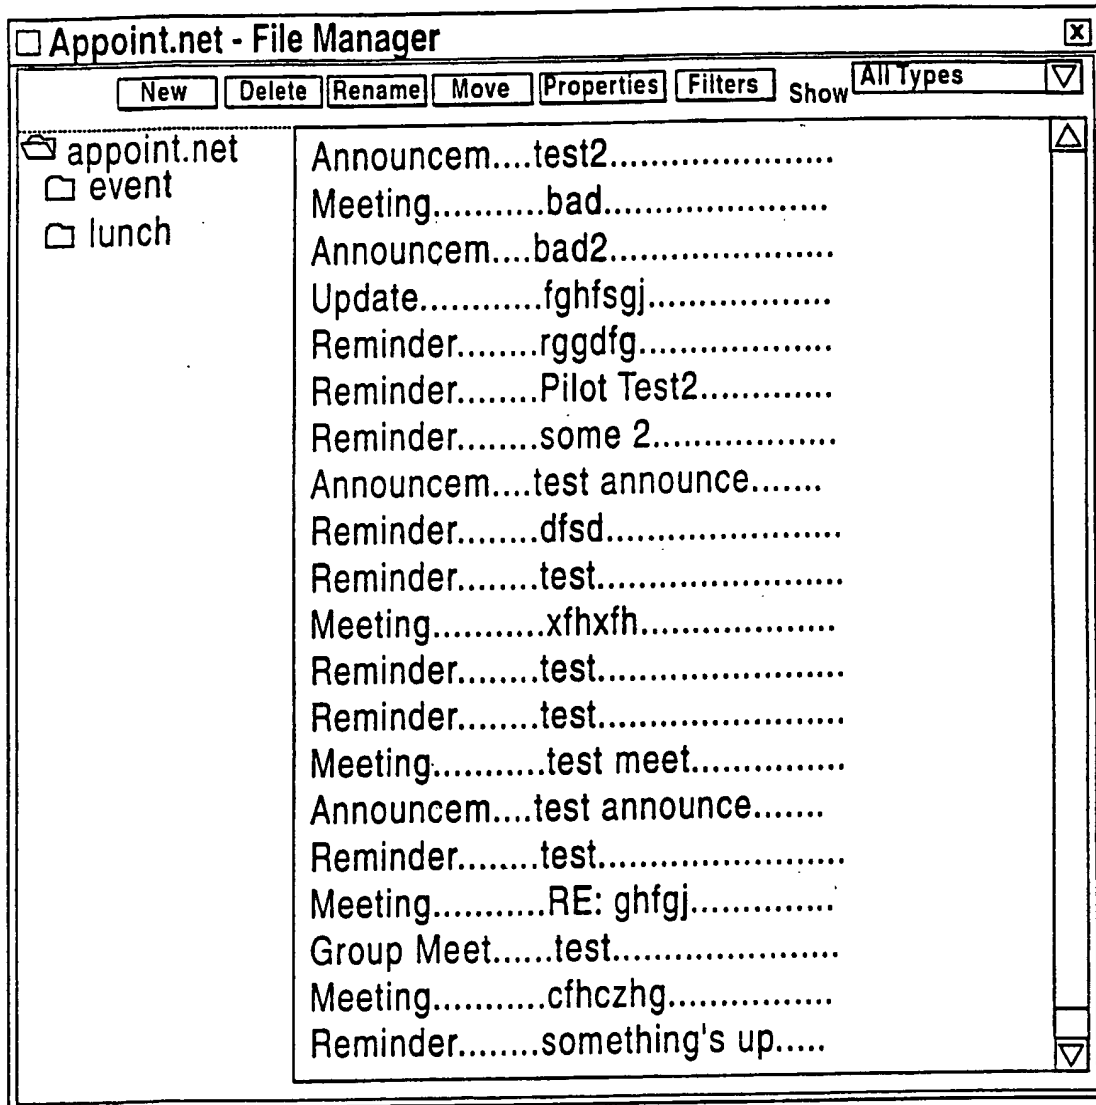 Appoint.net - File Manager
New Delete Rename Move Properties Filters Show All Types
appoint.net
event
lunch
Announcem....test2......................
Meeting...........bad......................
Announcem....bad2......................
Update............fghfsgj..................
Reminder........rggdfg...................
Reminder........Pilot Test2.............
Reminder........some 2..................
Announcem....test announce.......
Reminder........dfsd.......................
Reminder........test........................
Meeting...........xfhxfh...................
Reminder........test........................
Reminder........test........................
Meeting...........test meet...............
Announcem....test announce.......
Reminder........test........................
Meeting...........RE: ghfgj..............
Group Meet......test......................
Meeting...........cfhczhg................
Reminder........something's up.....